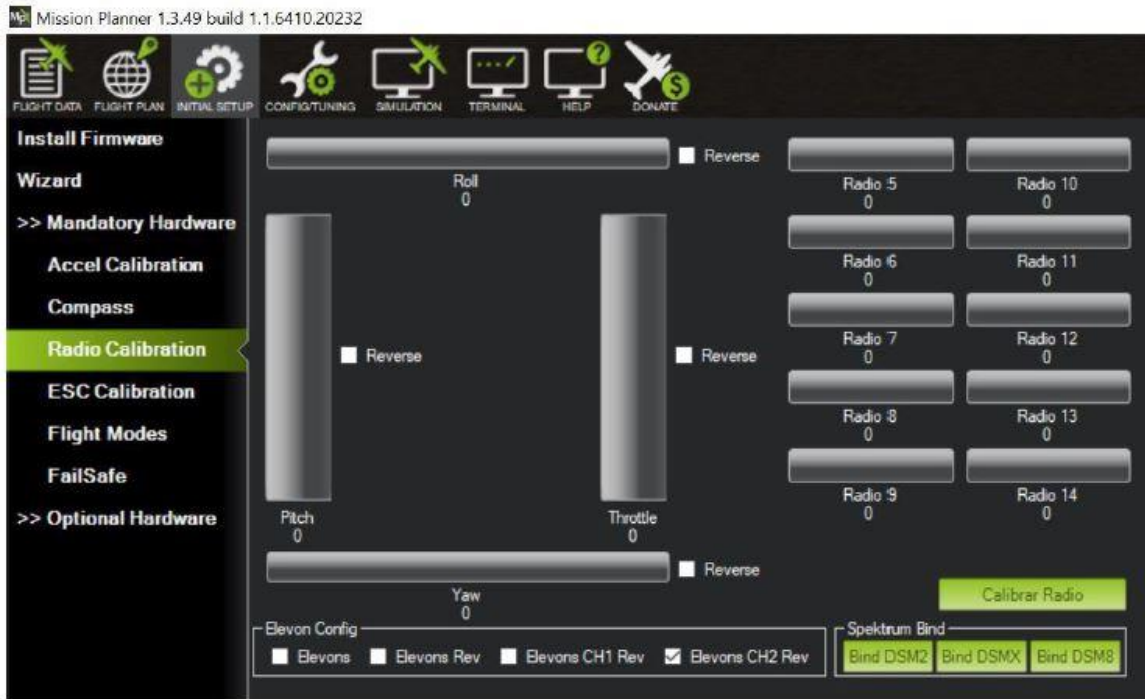 Mission Planner 1.3.49 build 1.1.6410.20232
FLIGHT DATA FLIGHT PLAN INITIAL SETUP CONFIG/TUNING SIMULATION TERMINAL HELP DONATE
Install Firmware
Wizard
>> Mandatory Hardware
Accel Calibration
Compass
Radio Calibration
ESC Calibration
Flight Modes
FailSafe
>> Optional Hardware
Reverse
Roll
0
Reverse
Reverse
Pitch
0
Throttle
0
Reverse
Yaw
0
Radio 5 Radio 10
0 0
Radio 6 Radio 11
0 0
Radio 7 Radio 12
0 0
Radio 8 Radio 13
0 0
Radio 9 Radio 14
0 0
Calibrar Radio
Elevon Config
Elevons Elevons Rev Elevons CH1 Rev Elevons CH2 Rev
Spektrum Bind
Bind DSM2 Bind DSMX Bind DSM8